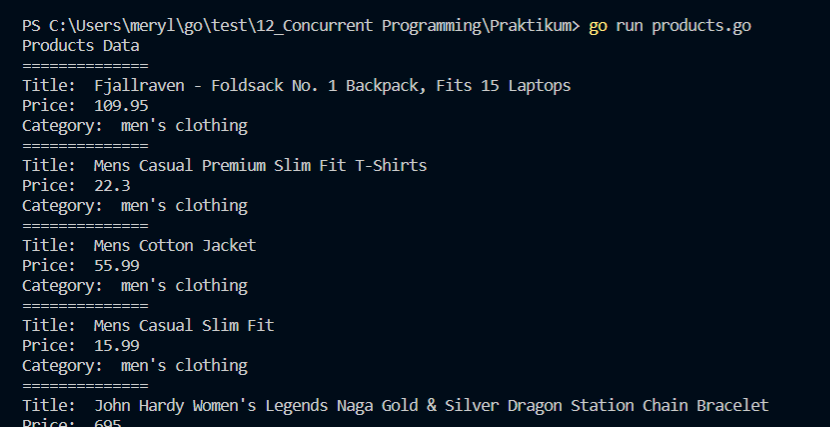 PS C:\Users\meryl\go\test\12_Concurrent Programming\Praktikum> go run products.go
Products Data
==============
Title:  Fjallraven - Foldsack No. 1 Backpack, Fits 15 Laptops
Price:  109.95
Category:  men's clothing
==============
Title:  Mens Casual Premium Slim Fit T-Shirts
Price:  22.3
Category:  men's clothing
==============
Title:  Mens Cotton Jacket
Price:  55.99
Category:  men's clothing
==============
Title:  Mens Casual Slim Fit
Price:  15.99
Category:  men's clothing
==============
Title:  John Hardy Women's Legends Naga Gold & Silver Dragon Station Chain Bracelet
Price:  695